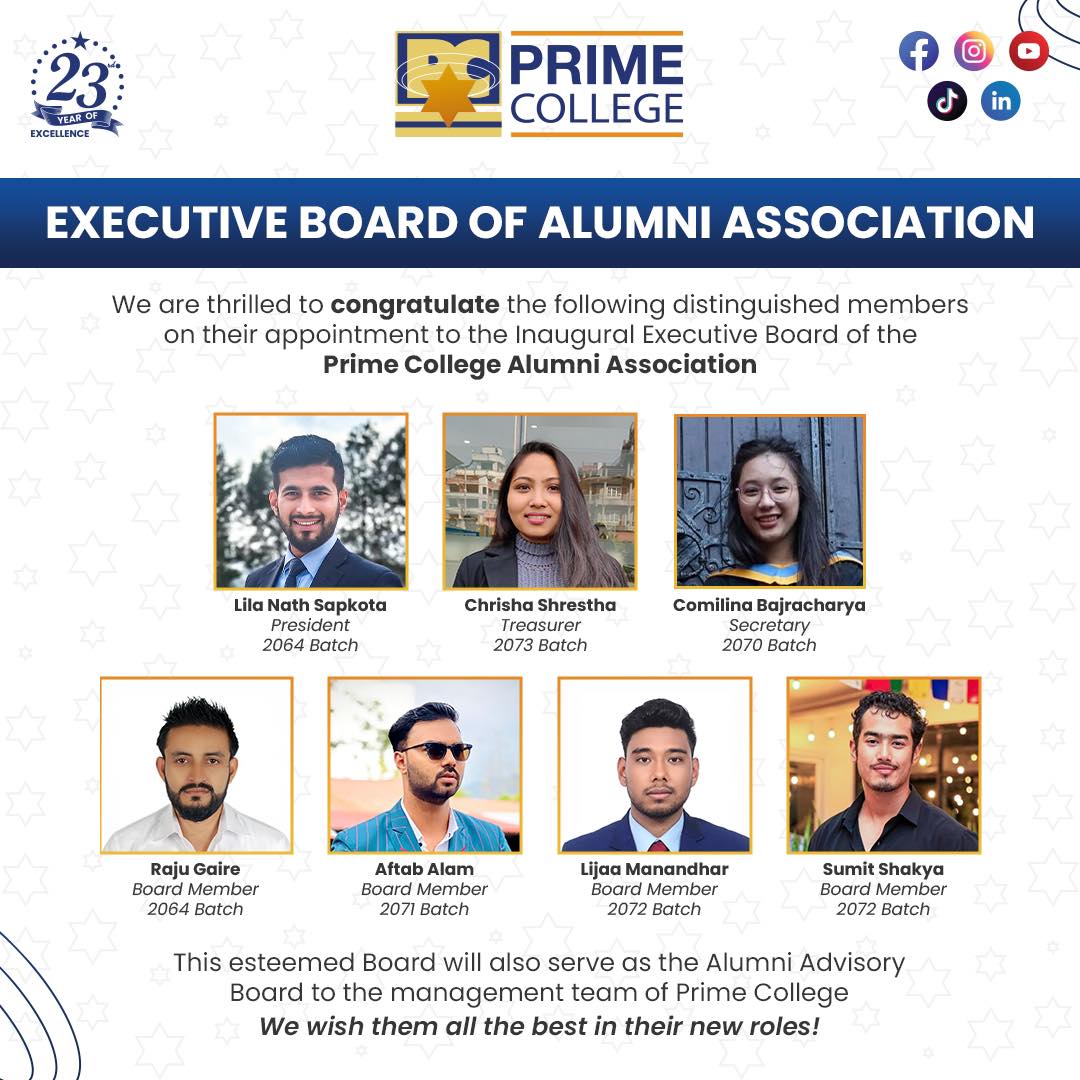 23rd
YEAR OF
EXCELLENCE
PRIME
COLLEGE
EXECUTIVE BOARD OF ALUMNI ASSOCIATION
We are thrilled to congratulate the following distinguished members
on their appointment to the Inaugural Executive Board of the
Prime College Alumni Association
Lila Nath Sapkota
President
2064 Batch
Chrisha Shrestha
Treasurer
2073 Batch
Comilina Bajracharya
Secretary
2070 Batch
Raju Gaire
Board Member
2064 Batch
Aftab Alam
Board Member
2071 Batch
Lijaa Manandhar
Board Member
2072 Batch
Sumit Shakya
Board Member
2072 Batch
This esteemed Board will also serve as the Alumni Advisory
Board to the management team of Prime College
We wish them all the best in their new roles!